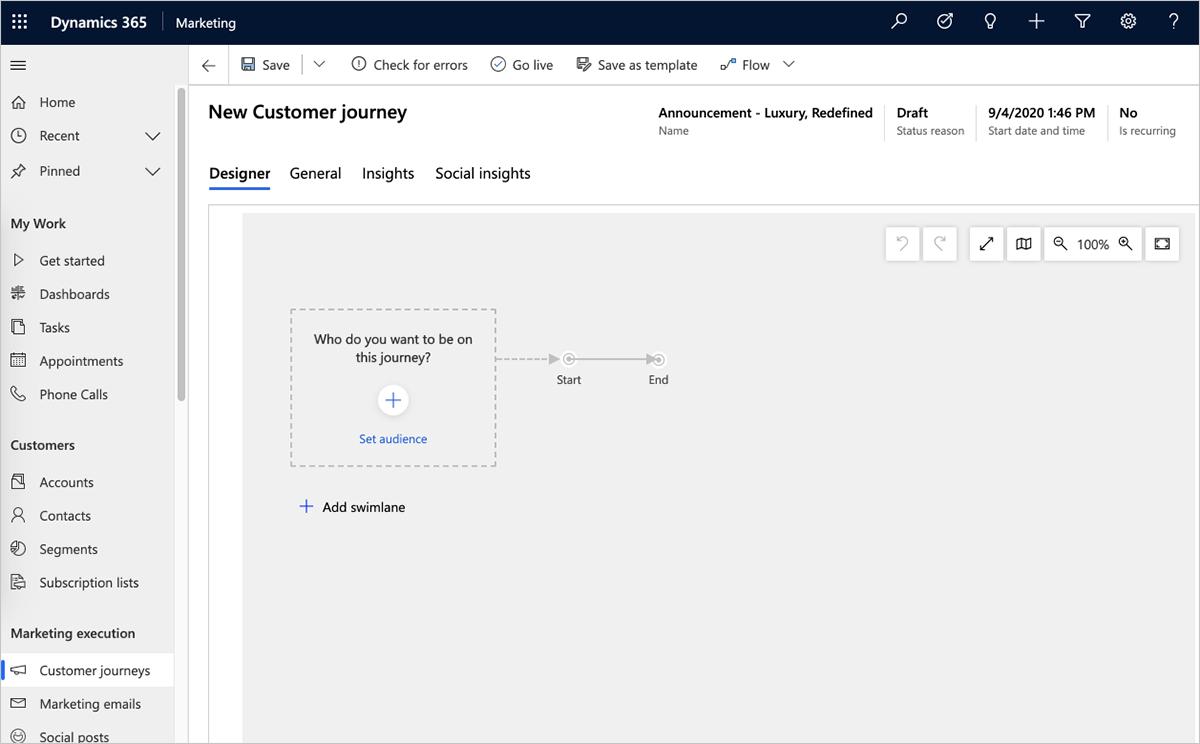 Dynamics 365 Marketing
Save Check for errors Go live Save as template Flow
Home
Recent
Pinned
My Work
Get started
Dashboards
Tasks
Appointments
Phone Calls
Customers
Accounts
Contacts
Segments
Subscription lists
Marketing execution
Customer journeys
Marketing emails
Social posts
New Customer journey
Announcement - Luxury, Redefined
Name
Draft
Status reason
9/4/2020 1:46 PM
Start date and time
No
Is recurring
Designer General Insights Social insights
100%
Who do you want to be on
this journey?
Set audience
Start
End
Add swimlane